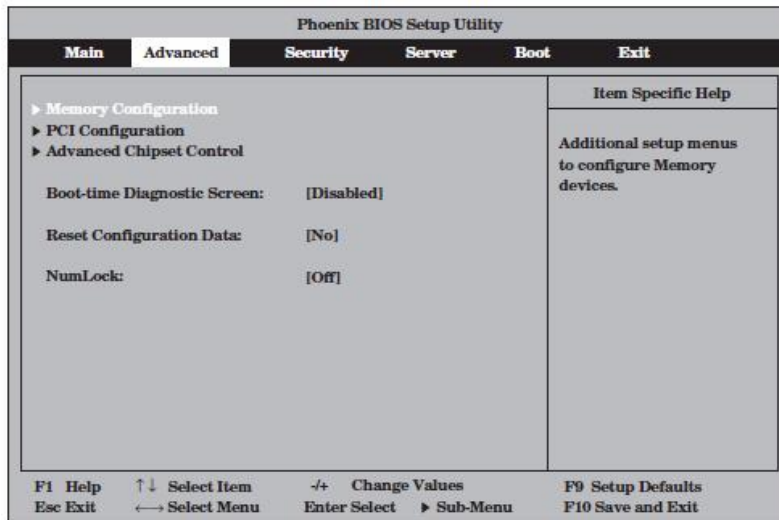 Phoenix BIOS Setup Utility
Main Advanced Security Server Boot Exit
▶ Memory Configuration
▶ PCI Configuration
▶ Advanced Chipset Control
Boot-time Diagnostic Screen: [Disabled]
Reset Configuration Data: [No]
NumLock: [Off]
Item Specific Help
Additional setup menus
to configure Memory
devices.
F1 Help ↑↓ Select Item -/+ Change Values F9 Setup Defaults
Esc Exit ←→ Select Menu Enter Select ▶ Sub-Menu F10 Save and Exit